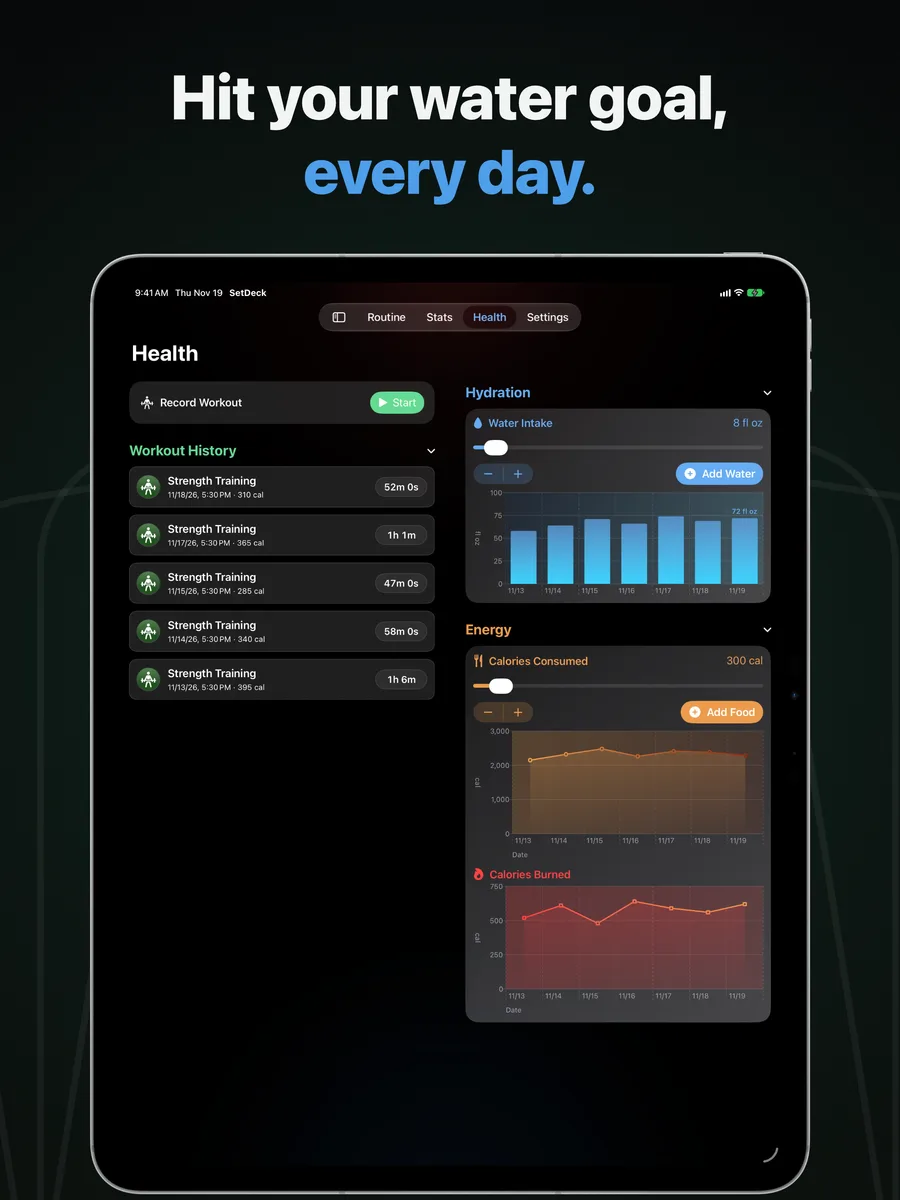 Hit your water goal,
every day.
9:41 AM Thu Nov 19 SetDeck
Routine Stats Health Settings
Health
Record Workout
Start
Workout History
Strength Training
11/18/26, 5:30 PM · 310 cal
52m 0s
Strength Training
11/17/26, 5:30 PM · 365 cal
1h 1m
Strength Training
11/15/26, 5:30 PM · 285 cal
47m 0s
Strength Training
11/14/26, 5:30 PM · 340 cal
58m 0s
Strength Training
11/13/26, 5:30 PM · 395 cal
1h 6m
Hydration
Water Intake
8 fl oz
− +
Add Water
100
75
50
25
0
fl oz
72 fl oz
11/13 11/14 11/15 11/16 11/17 11/18 11/19
Energy
Calories Consumed
300 cal
− +
Add Food
3,000
2,000
1,000
0
cal
11/13 11/14 11/15 11/16 11/17 11/18 11/19
Date
Calories Burned
750
500
250
0
cal
11/13 11/14 11/15 11/16 11/17 11/18 11/19
Date